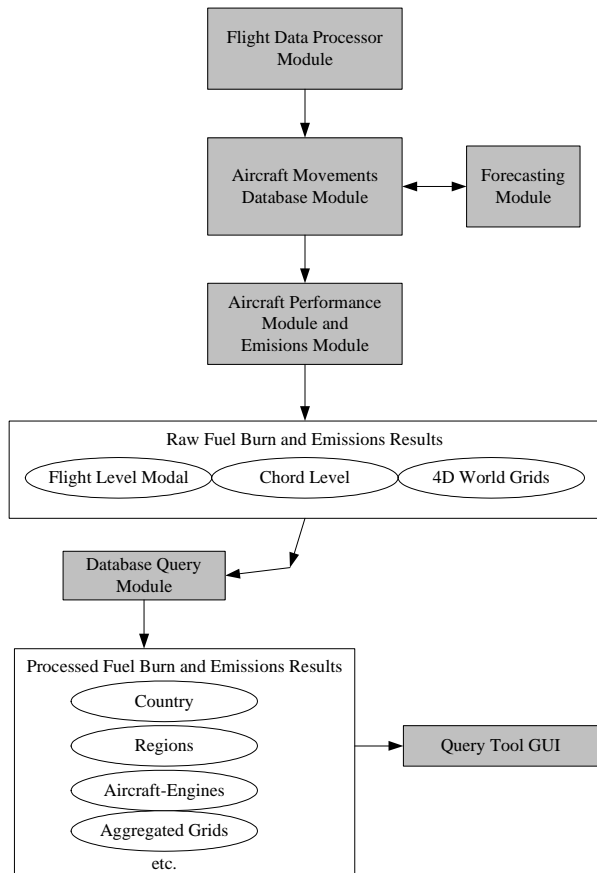 Flight Data Processor
Module
Aircraft Movements
Database Module
Forecasting
Module
Aircraft Performance
Module and
Emisions Module
Raw Fuel Burn and Emissions Results
Flight Level Modal
Chord Level
4D World Grids
Database Query
Module
Processed Fuel Burn and Emissions Results
Country
Regions
Aircraft-Engines
Aggregated Grids
etc.
Query Tool GUI